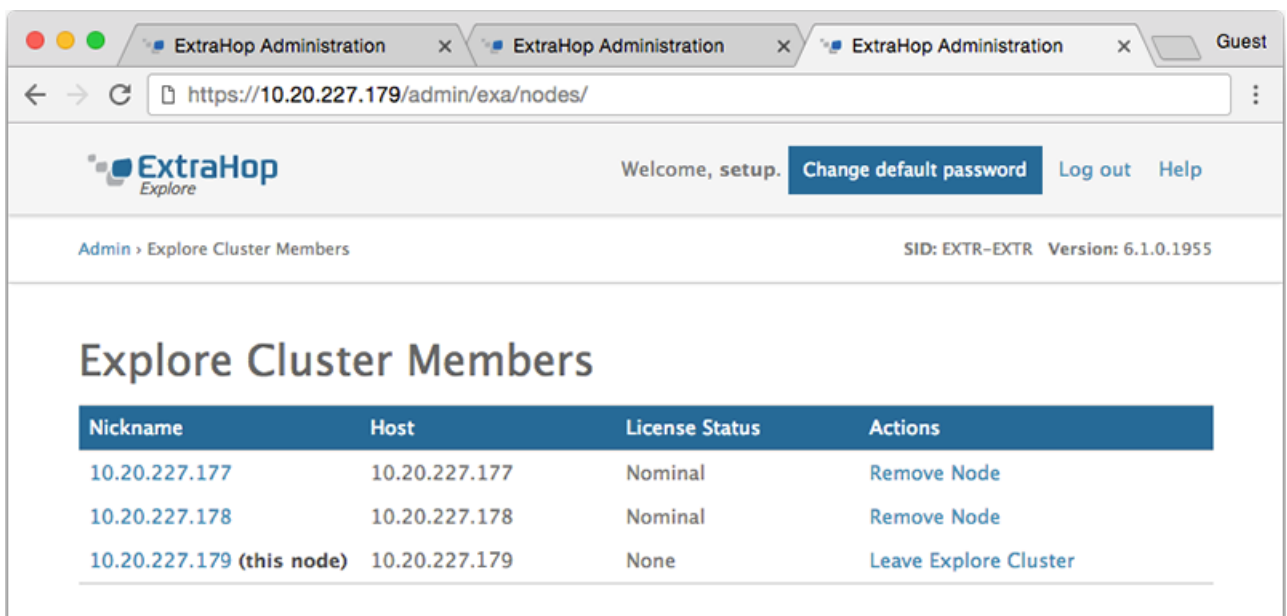 ExtraHop Administration ExtraHop Administration ExtraHop Administration Guest
https://10.20.227.179/admin/exa/nodes/
ExtraHop
Explore
Welcome, setup. Change default password Log out Help
Admin › Explore Cluster Members SID: EXTR-EXTR Version: 6.1.0.1955
Explore Cluster Members
Nickname Host License Status Actions
10.20.227.177 10.20.227.177 Nominal Remove Node
10.20.227.178 10.20.227.178 Nominal Remove Node
10.20.227.179 (this node) 10.20.227.179 None Leave Explore Cluster